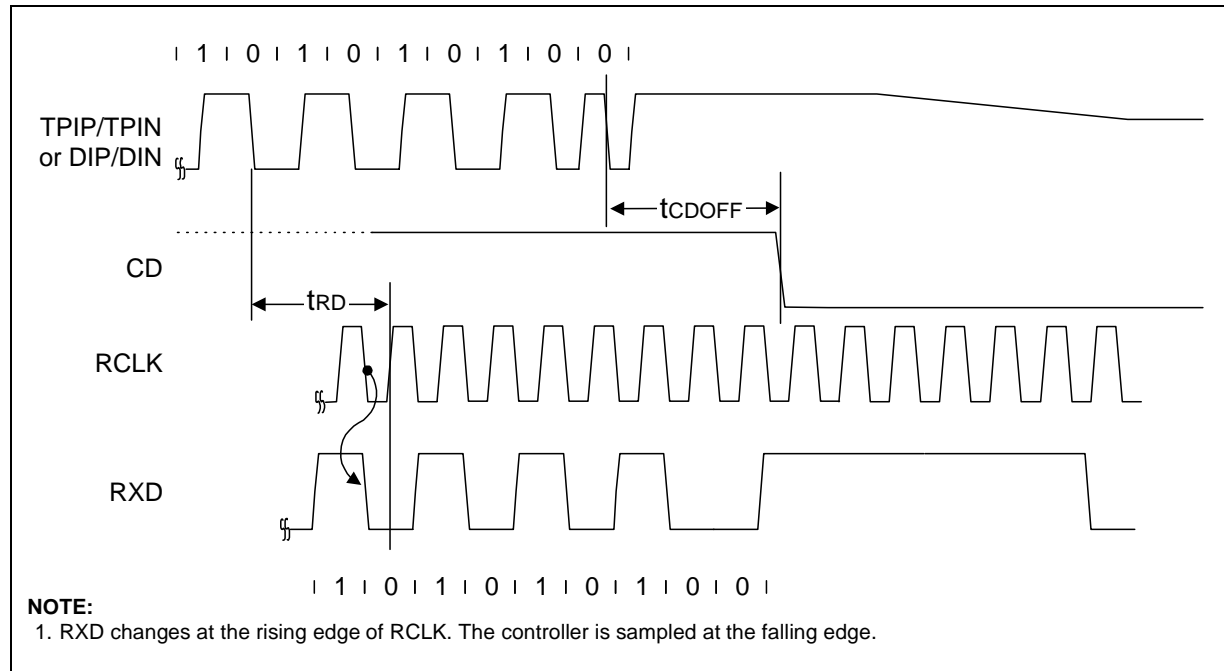 1 0 1 0 1 0 1 0 0
TPIP/TPIN
or DIP/DIN
tCDOFF
CD
tRD
RCLK
RXD
1 0 1 0 1 0 1 0 0
NOTE:
1. RXD changes at the rising edge of RCLK. The controller is sampled at the falling edge.